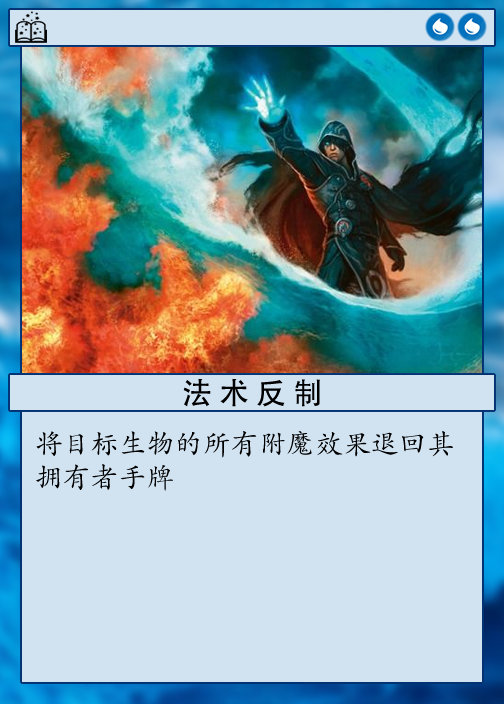 法术反制
将目标生物的所有附魔效果退回其
拥有者手牌